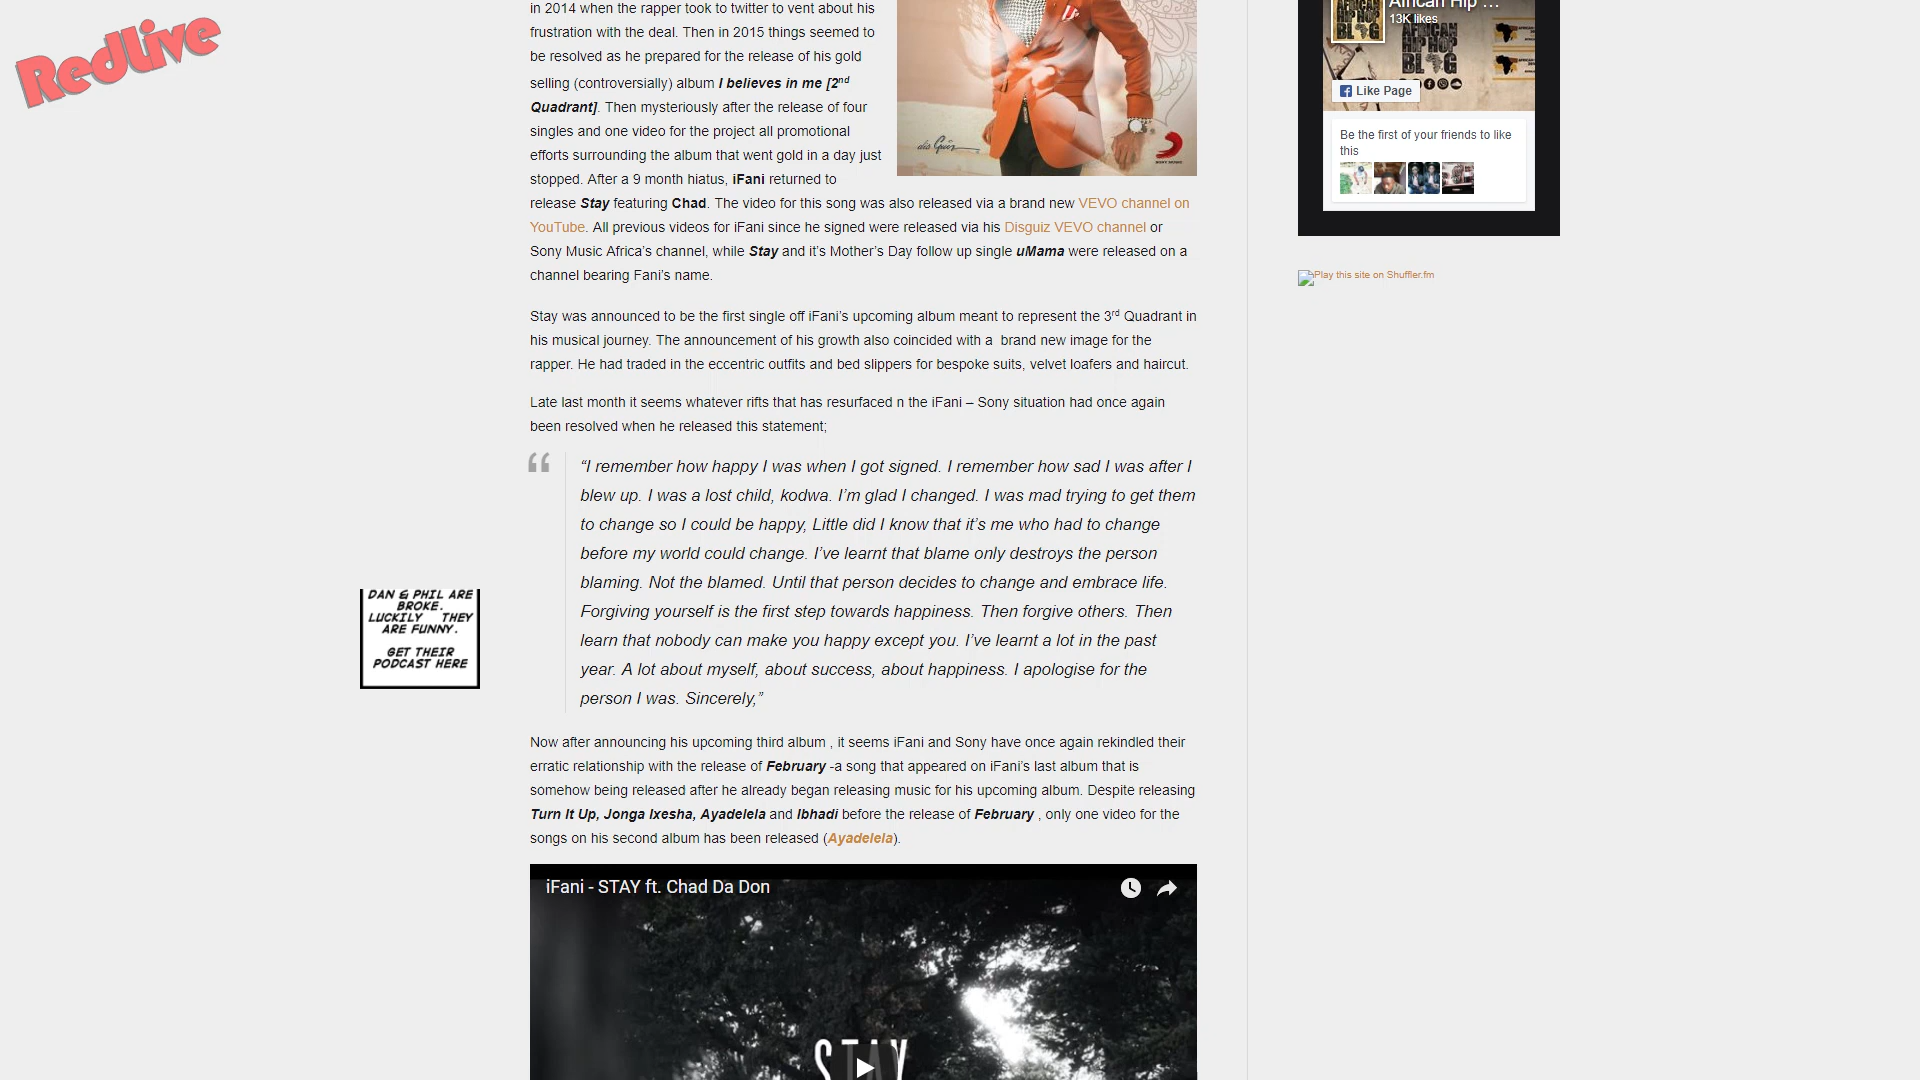 Redlive
in 2014 when the rapper took to twitter to vent about his
frustration with the deal. Then in 2015 things seemed to
be resolved as he prepared for the release of his gold
selling (controversially) album I believes in me [2nd
Quadrant]. Then mysteriously after the release of four
singles and one video for the project all promotional
efforts surrounding the album that went gold in a day just
stopped. After a 9 month hiatus, iFani returned to
release Stay featuring Chad. The video for this song was also released via a brand new VEVO channel on
YouTube. All previous videos for iFani since he signed were released via his Disguiz VEVO channel or
Sony Music Africa’s channel, while Stay and it’s Mother’s Day follow up single uMama were released on a
channel bearing Fani’s name.
Stay was announced to be the first single off iFani’s upcoming album meant to represent the 3rd Quadrant in
his musical journey. The announcement of his growth also coincided with a  brand new image for the
rapper. He had traded in the eccentric outfits and bed slippers for bespoke suits, velvet loafers and haircut.
Late last month it seems whatever rifts that has resurfaced n the iFani – Sony situation had once again
been resolved when he released this statement;
“I remember how happy I was when I got signed. I remember how sad I was after I
blew up. I was a lost child, kodwa. I’m glad I changed. I was mad trying to get them
to change so I could be happy, Little did I know that it’s me who had to change
before my world could change. I’ve learnt that blame only destroys the person
blaming. Not the blamed. Until that person decides to change and embrace life.
Forgiving yourself is the first step towards happiness. Then forgive others. Then
learn that nobody can make you happy except you. I’ve learnt a lot in the past
year. A lot about myself, about success, about happiness. I apologise for the
person I was. Sincerely,”
Now after announcing his upcoming third album , it seems iFani and Sony have once again rekindled their
erratic relationship with the release of February -a song that appeared on iFani’s last album that is
somehow being released after he already began releasing music for his upcoming album. Despite releasing
Turn It Up, Jonga Ixesha, Ayadelela and Ibhadi before the release of February , only one video for the
songs on his second album has been released (Ayadelela).
iFani - STAY ft. Chad Da Don
STAY
DAN & PHIL ARE
BROKE.
LUCKILY THEY
ARE FUNNY.
GET THEIR
PODCAST HERE
SONY MUSIC
African Hip ...
13K likes
AFRICAN
HIP HOP
BLOG
AFRICAN
HIP HOP
BLOG
Like Page
Be the first of your friends to like
this
Play this site on Shuffler.fm